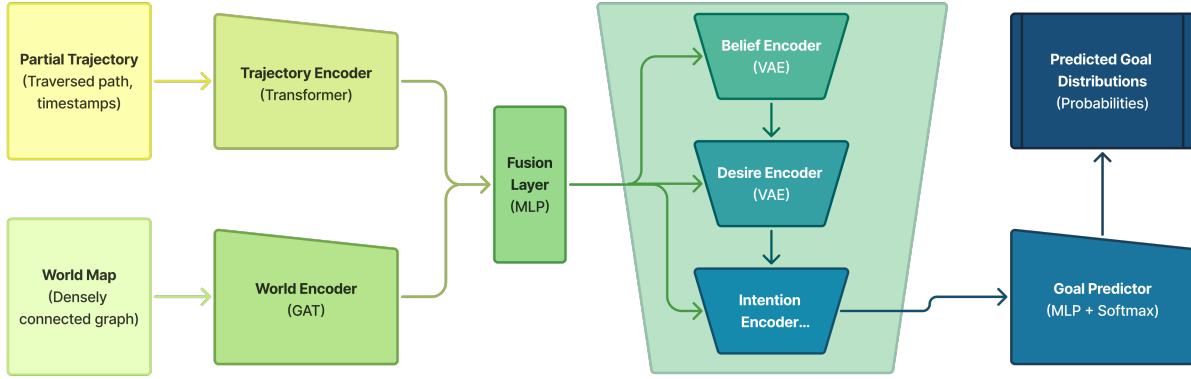 Partial Trajectory
(Traversed path,
timestamps)
Trajectory Encoder
(Transformer)
World Map
(Densely
connected graph)
World Encoder
(GAT)
Fusion
Layer
(MLP)
Belief Encoder
(VAE)
Desire Encoder
(VAE)
Intention
Encoder...
Predicted Goal
Distributions
(Probabilities)
Goal Predictor
(MLP + Softmax)